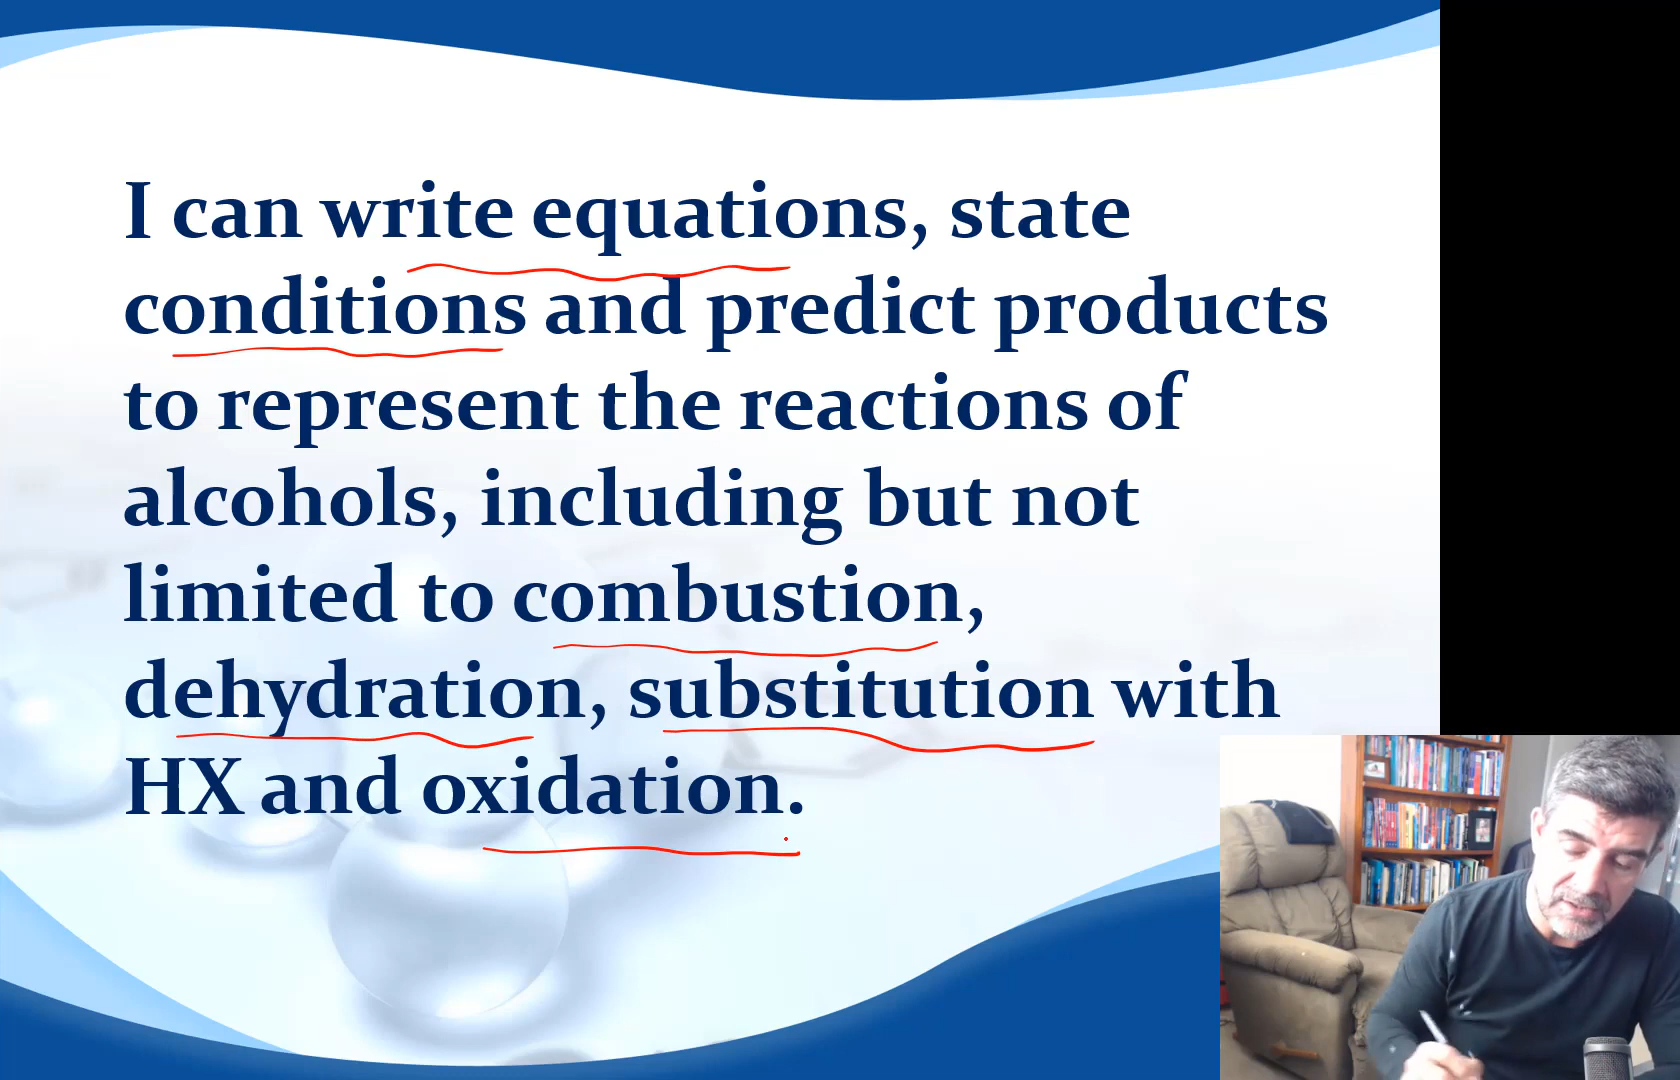 I can write equations, state
conditions and predict products
to represent the reactions of
alcohols, including but not
limited to combustion,
dehydration, substitution with
HX and oxidation.